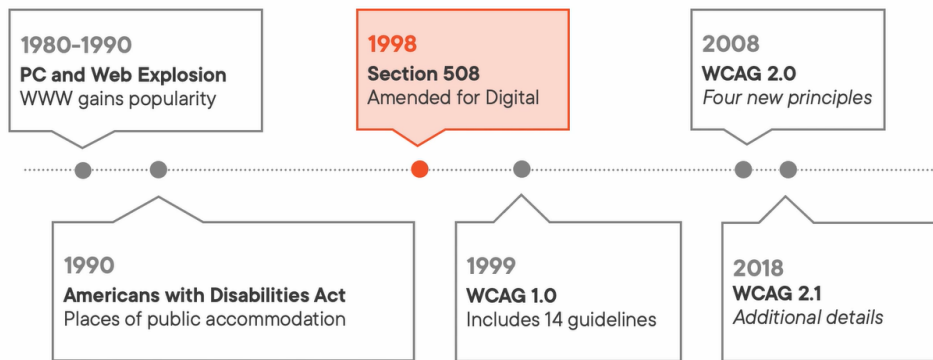 1980-1990
PC and Web Explosion
WWW gains popularity
1990
Americans with Disabilities Act
Places of public accommodation
1998
Section 508
Amended for Digital
1999
WCAG 1.0
Includes 14 guidelines
2008
WCAG 2.0
Four new principles
2018
WCAG 2.1
Additional details